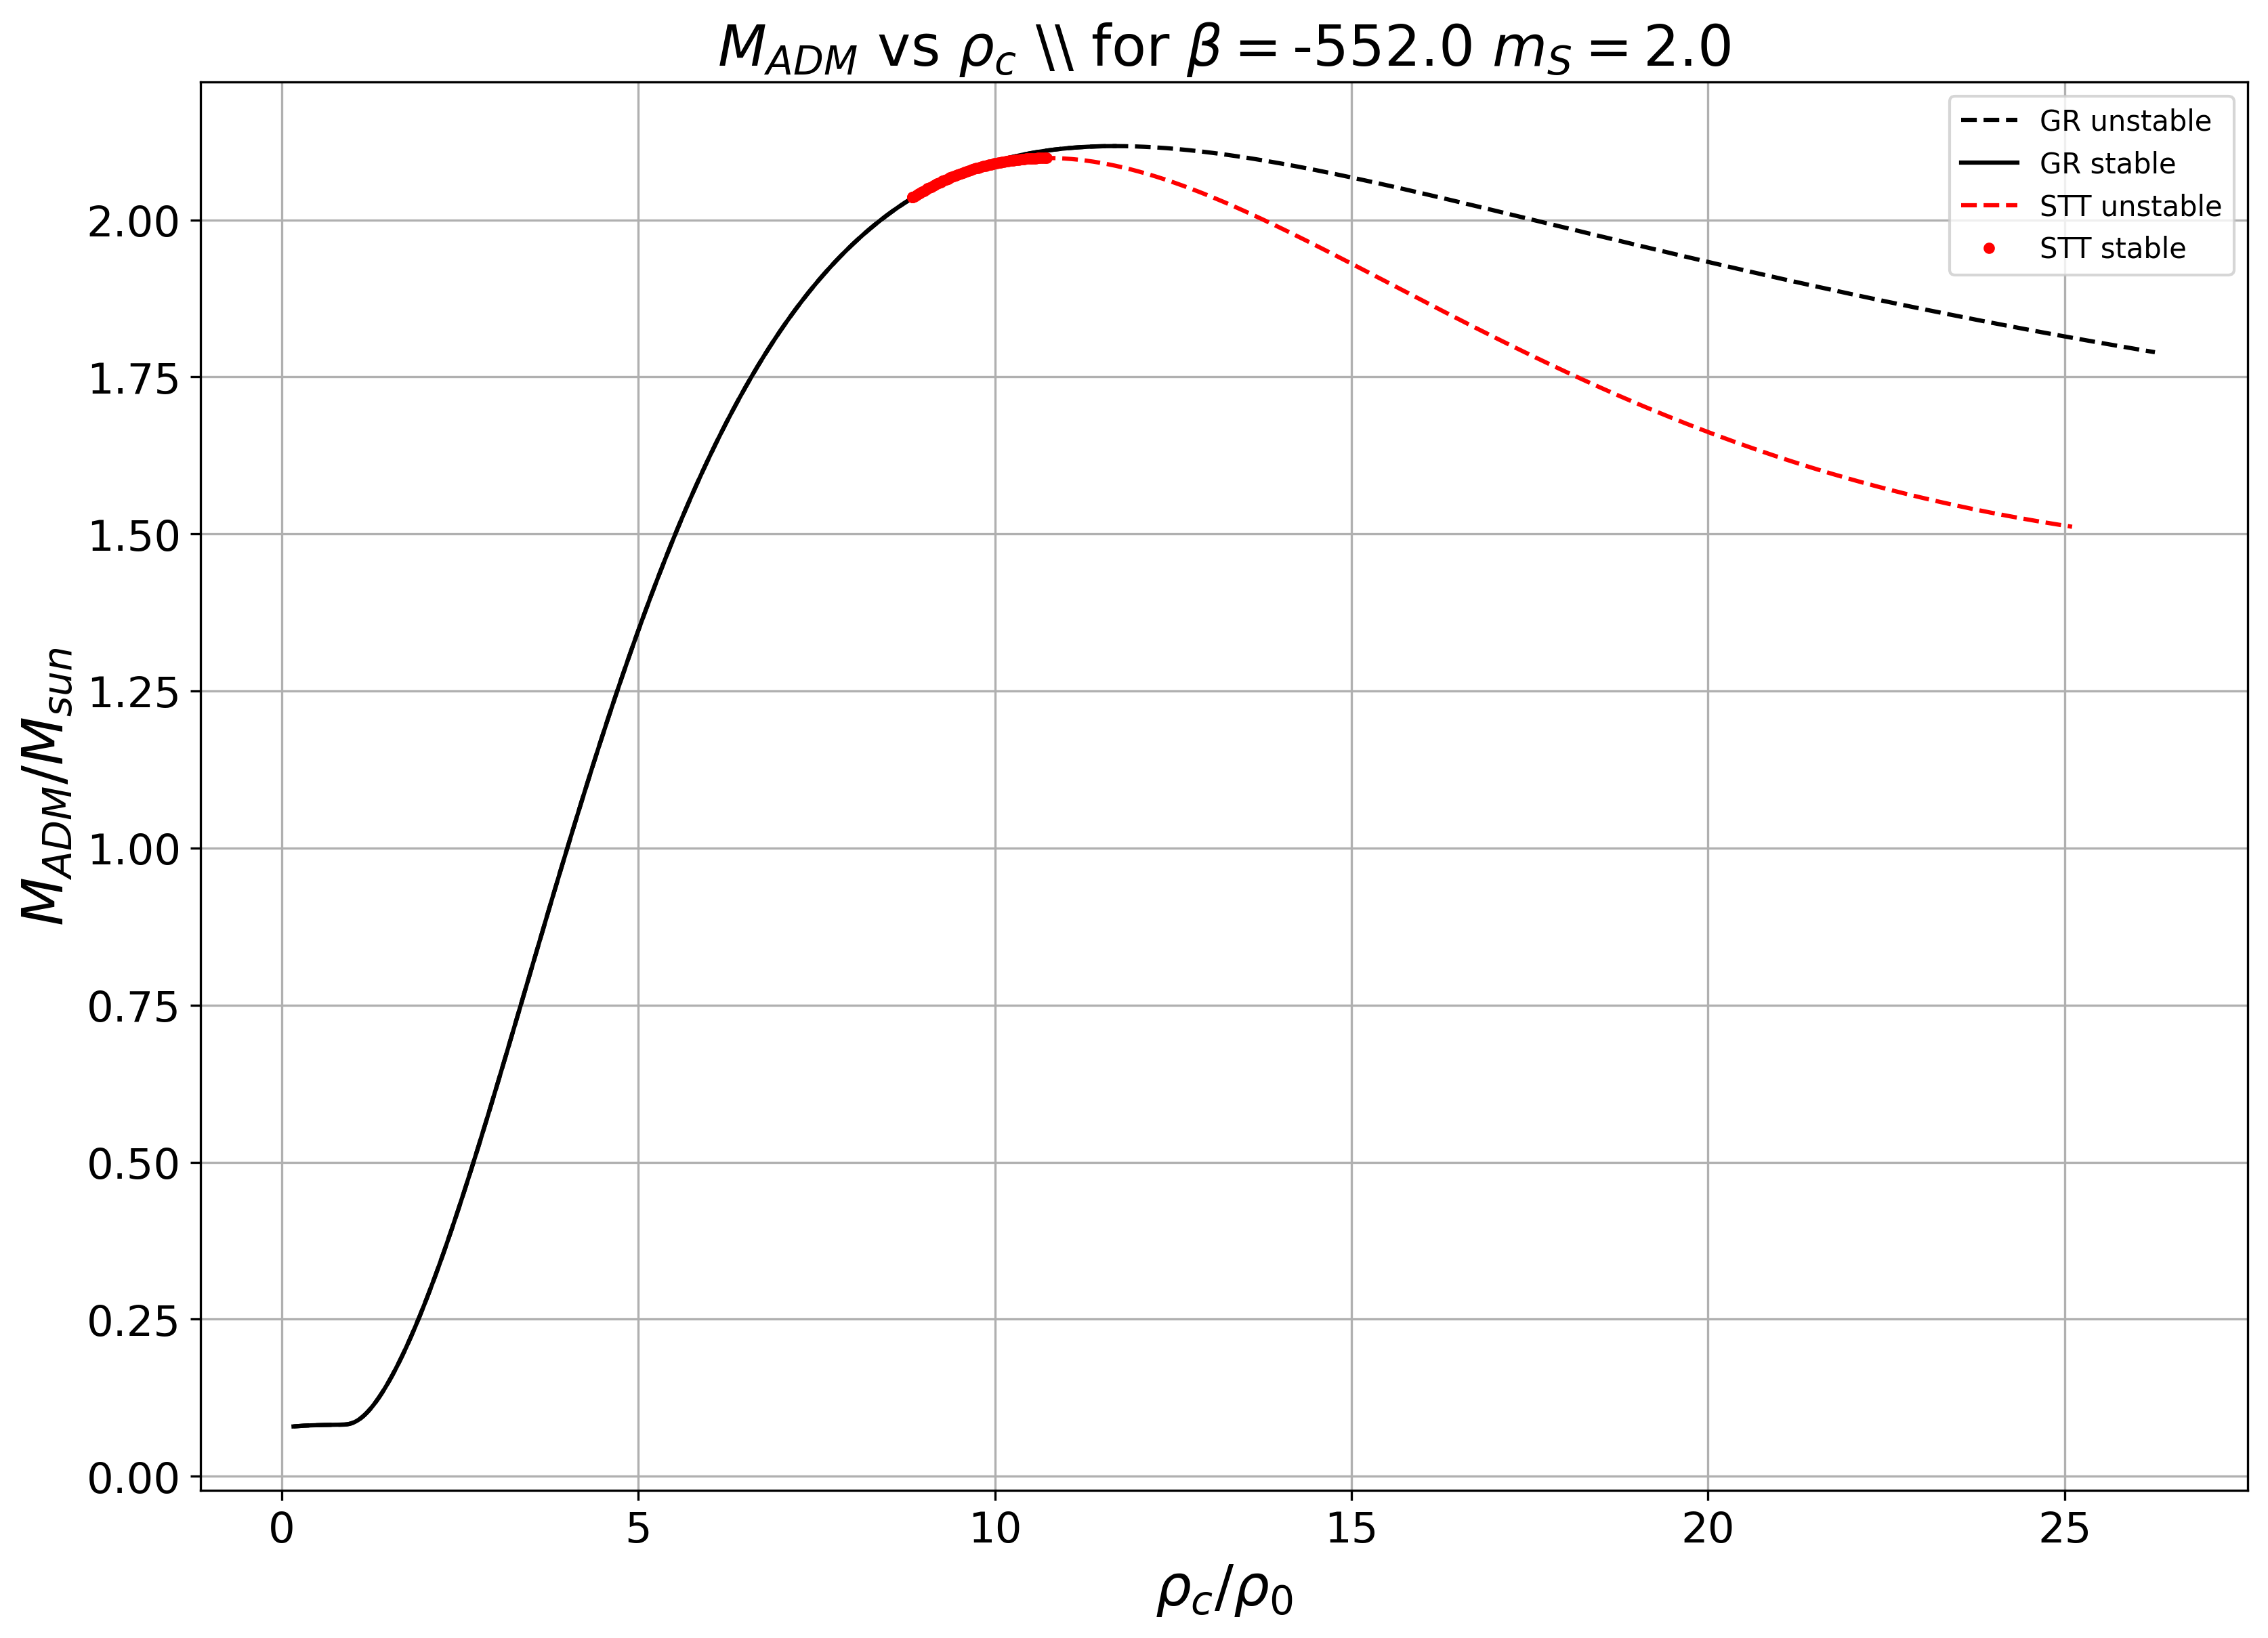 M_ADM vs ρ_c \\ for β = -552.0 m_S = 2.0
GR unstable
GR stable
STT unstable
STT stable
M_ADM/M_sun
2.00
1.75
1.50
1.25
1.00
0.75
0.50
0.25
0.00
0 5 10 15 20 25
ρ_c/ρ_0